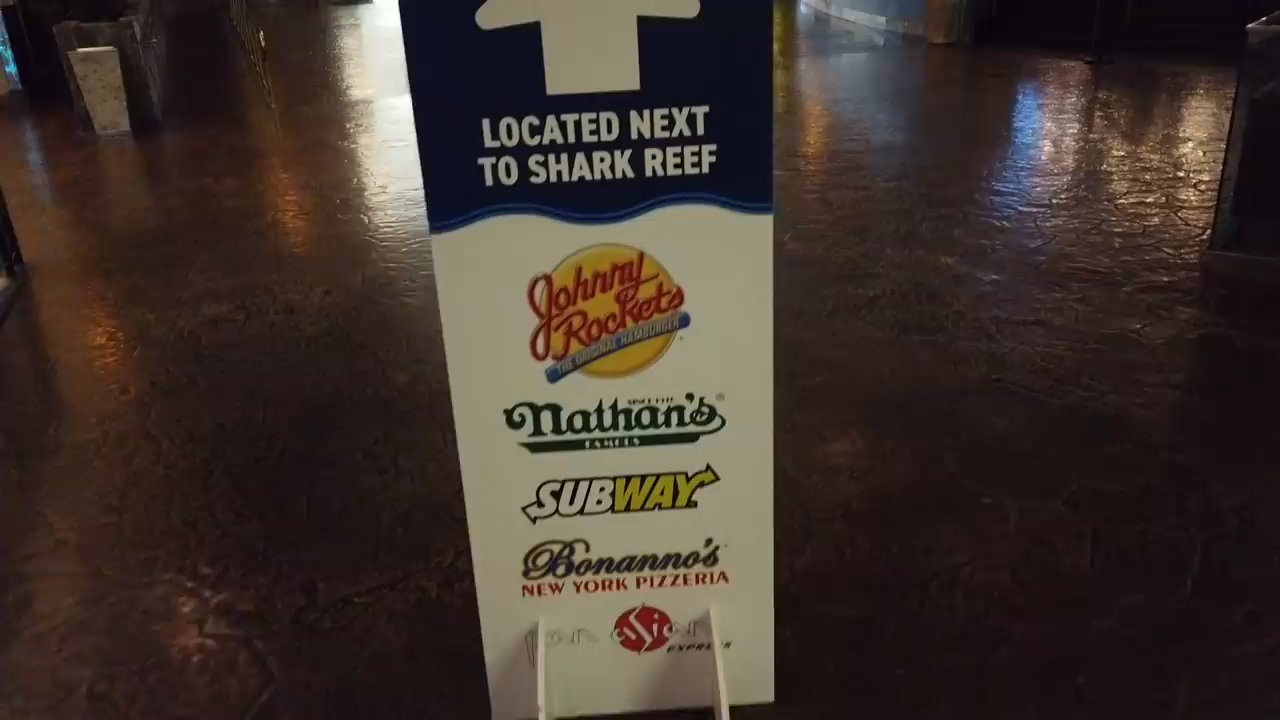 LOCATED NEXT
TO SHARK REEF
Johnny
Rockets
THE ORIGINAL HAMBURGER
Nathan's
FAMOUS
SUBWAY
Bonanno's
NEW YORK PIZZERIA
EXPRESS